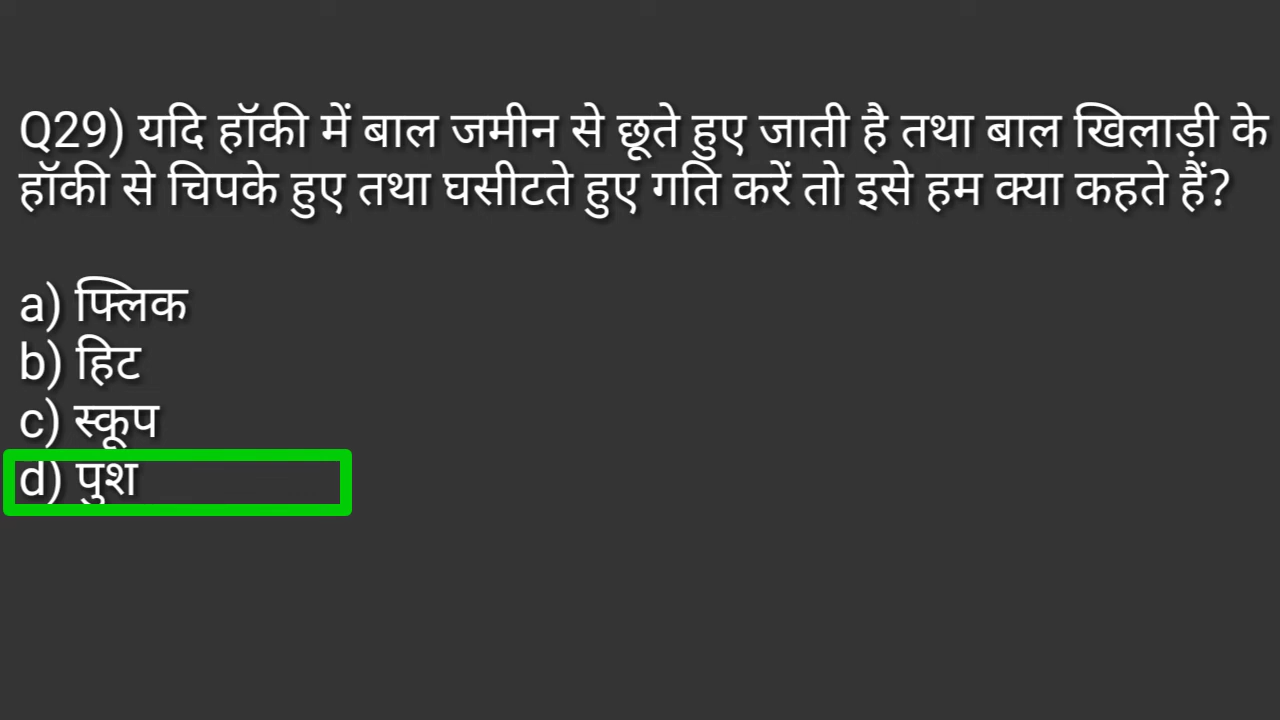 Q29) यदि हॉकी में बाल जमीन से छूते हुए जाती है तथा बाल खिलाड़ी के
हॉकी से चिपके हुए तथा घसीटते हुए गति करें तो इसे हम क्या कहते हैं?
a) फ्लिक
b) हिट
c) स्कूप
d) पुश